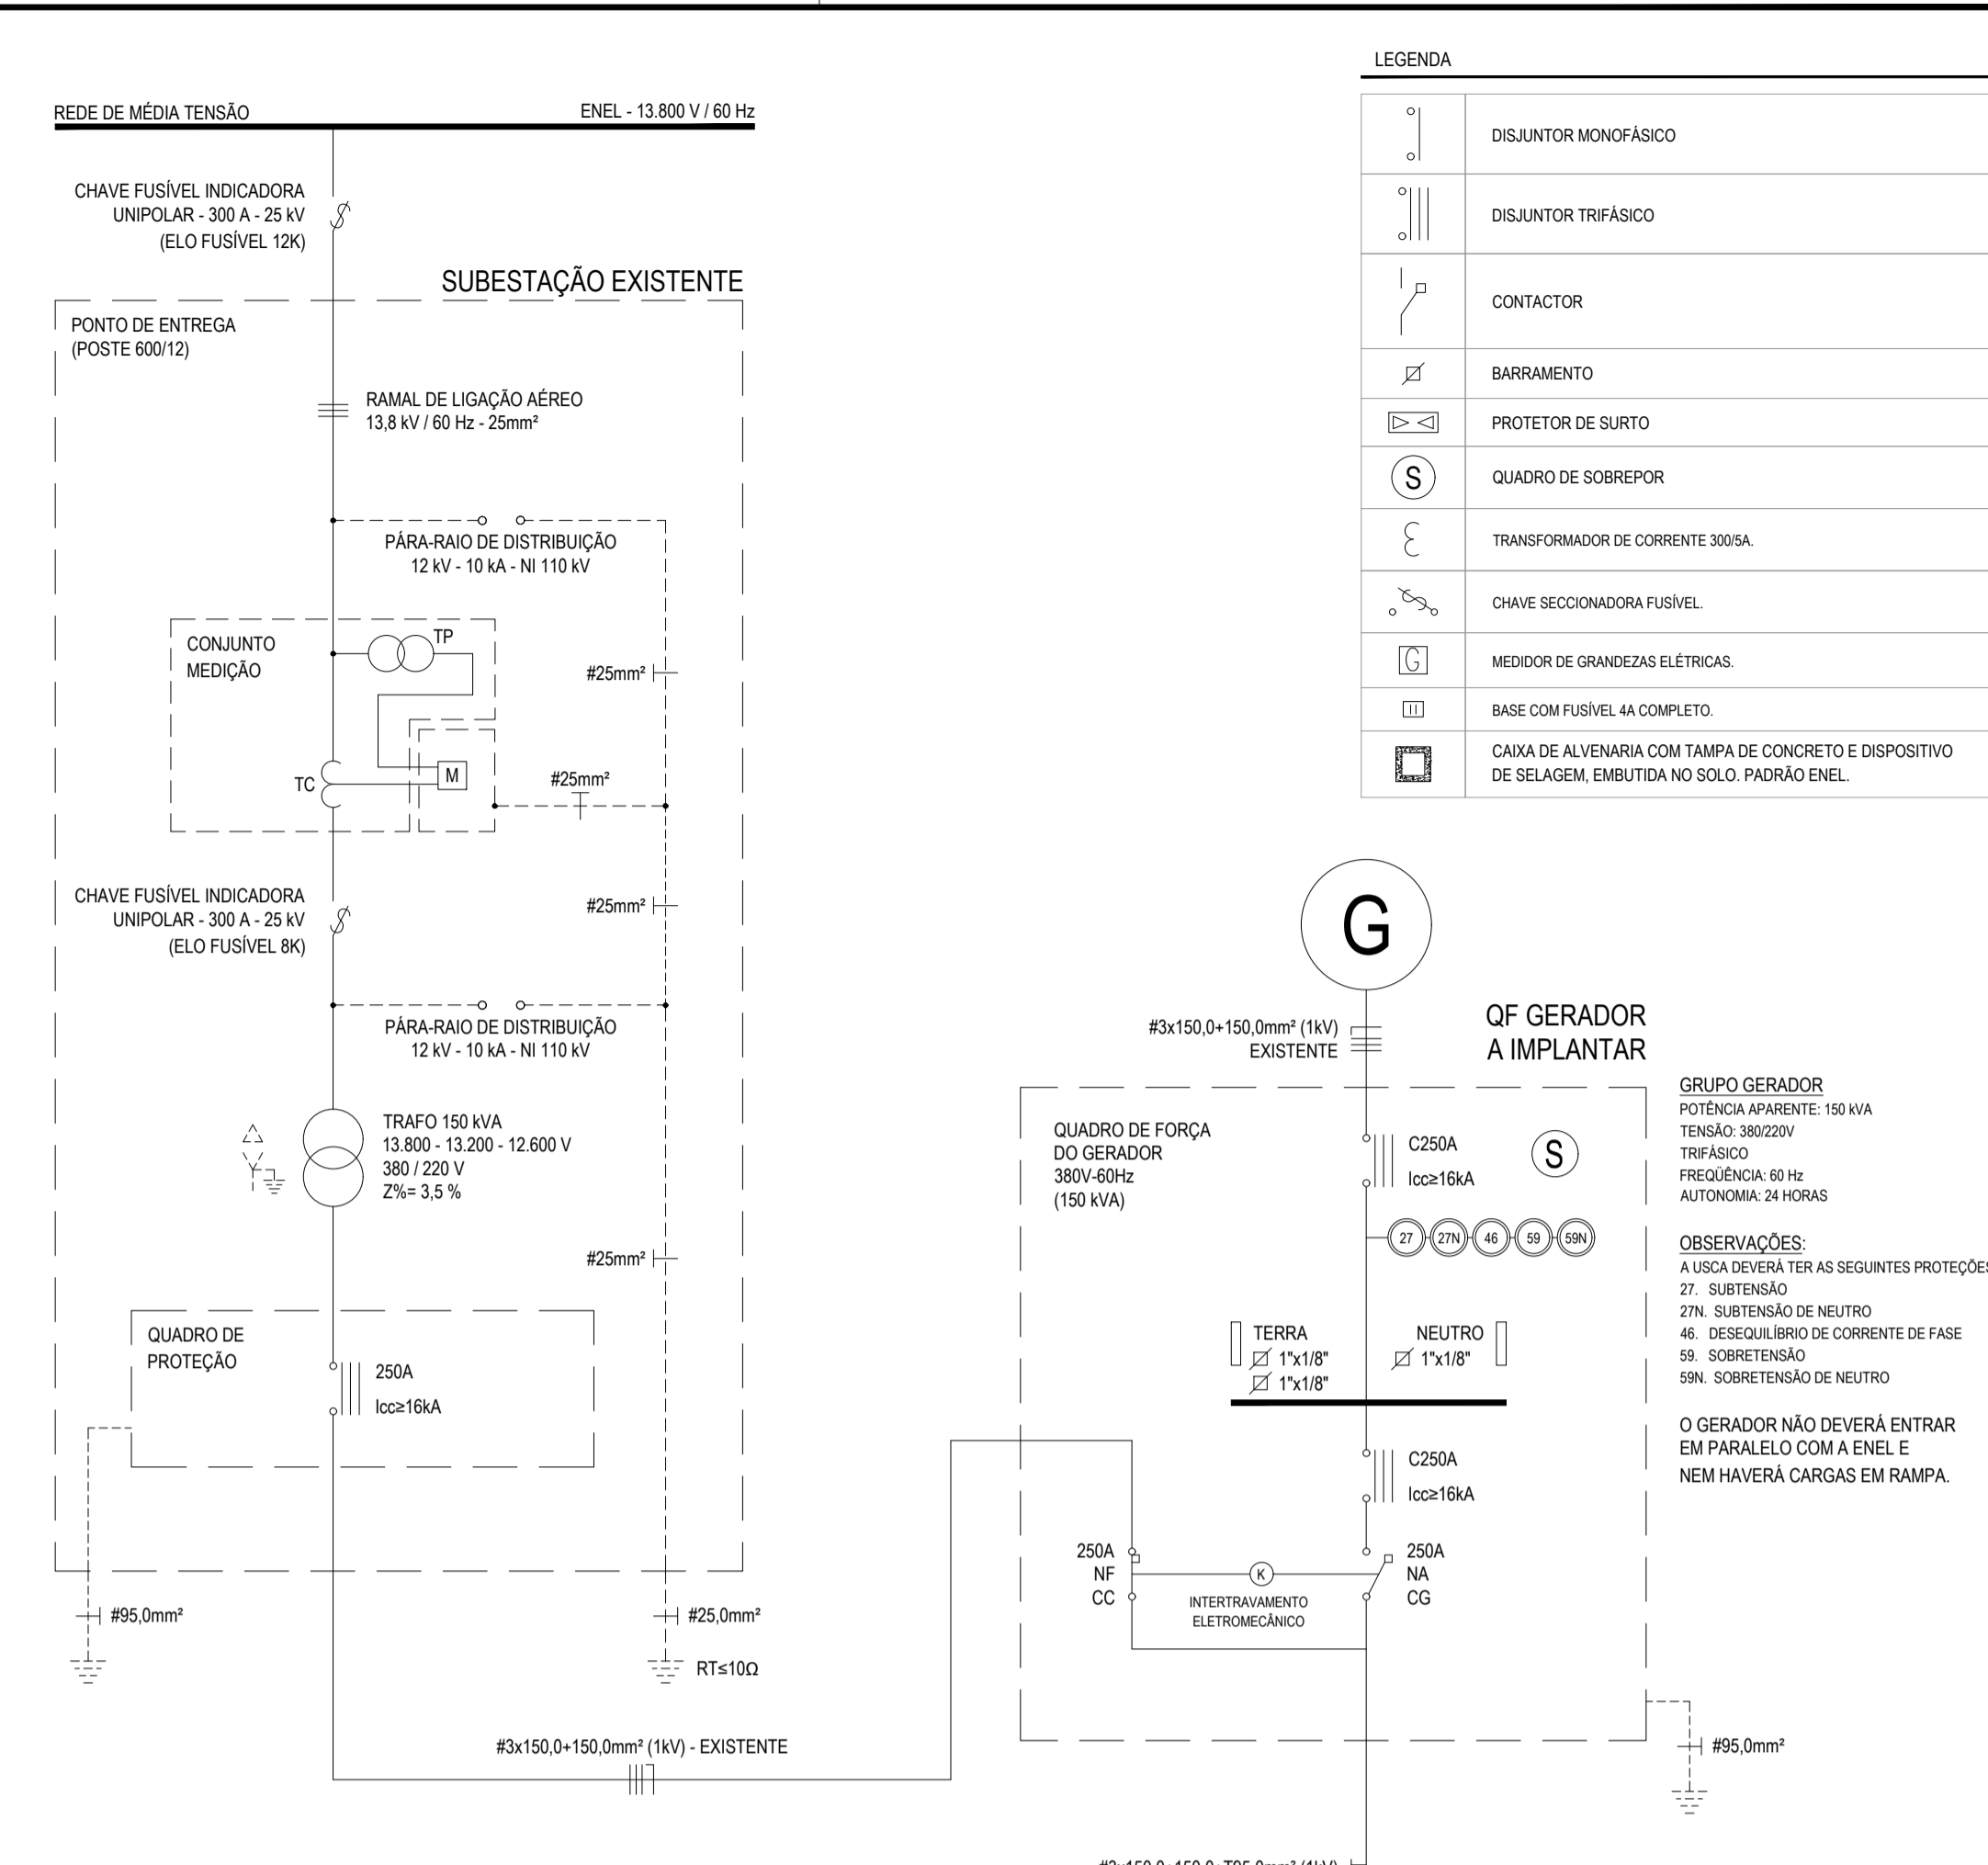 REDE DE MÉDIA TENSÃO
ENEL - 13.800 V / 60 Hz
CHAVE FUSÍVEL INDICADORA
UNIPOLAR - 300 A - 25 kV
(ELO FUSÍVEL 12K)
SUBESTAÇÃO EXISTENTE
PONTO DE ENTREGA
(POSTE 600/12)
RAMAL DE LIGAÇÃO AÉREO
13,8 kV / 60 Hz - 25mm²
PÁRA-RAIO DE DISTRIBUIÇÃO
12 kV - 10 kA - NI 110 kV
CONJUNTO
MEDIÇÃO
TP
#25mm²
TC
M
#25mm²
CHAVE FUSÍVEL INDICADORA
UNIPOLAR - 300 A - 25 kV
(ELO FUSÍVEL 8K)
#25mm²
PÁRA-RAIO DE DISTRIBUIÇÃO
12 kV - 10 kA - NI 110 kV
TRAFO 150 kVA
13.800 - 13.200 - 12.600 V
380 / 220 V
Z%= 3,5 %
#25mm²
QUADRO DE
PROTEÇÃO
250A
Icc≥16kA
#95,0mm²
#25,0mm²
RT≤10Ω
#3x150,0+150,0mm² (1kV) - EXISTENTE
LEGENDA
DISJUNTOR MONOFÁSICO
DISJUNTOR TRIFÁSICO
CONTACTOR
BARRAMENTO
PROTETOR DE SURTO
S
QUADRO DE SOBREPOR
TRANSFORMADOR DE CORRENTE 300/5A.
CHAVE SECCIONADORA FUSÍVEL.
G
MEDIDOR DE GRANDEZAS ELÉTRICAS.
BASE COM FUSÍVEL 4A COMPLETO.
CAIXA DE ALVENARIA COM TAMPA DE CONCRETO E DISPOSITIVO
DE SELAGEM, EMBUTIDA NO SOLO. PADRÃO ENEL.
G
#3x150,0+150,0mm² (1kV)
EXISTENTE
QF GERADOR
A IMPLANTAR
QUADRO DE FORÇA
DO GERADOR
380V-60Hz
(150 kVA)
C250A
Icc≥16kA
S
27 27N 46 59 59N
TERRA
1"x1/8"
1"x1/8"
NEUTRO
1"x1/8"
C250A
Icc≥16kA
250A
NF
CC
K
INTERTRAVAMENTO
ELETROMECÂNICO
250A
NA
CG
#95,0mm²
GRUPO GERADOR
POTÊNCIA APARENTE: 150 kVA
TENSÃO: 380/220V
TRIFÁSICO
FREQÜÊNCIA: 60 Hz
AUTONOMIA: 24 HORAS
OBSERVAÇÕES:
A USCA DEVERÁ TER AS SEGUINTES PROTEÇÕES
27. SUBTENSÃO
27N. SUBTENSÃO DE NEUTRO
46. DESEQUILÍBRIO DE CORRENTE DE FASE
59. SOBRETENSÃO
59N. SOBRETENSÃO DE NEUTRO
O GERADOR NÃO DEVERÁ ENTRAR
EM PARALELO COM A ENEL E
NEM HAVERÁ CARGAS EM RAMPA.